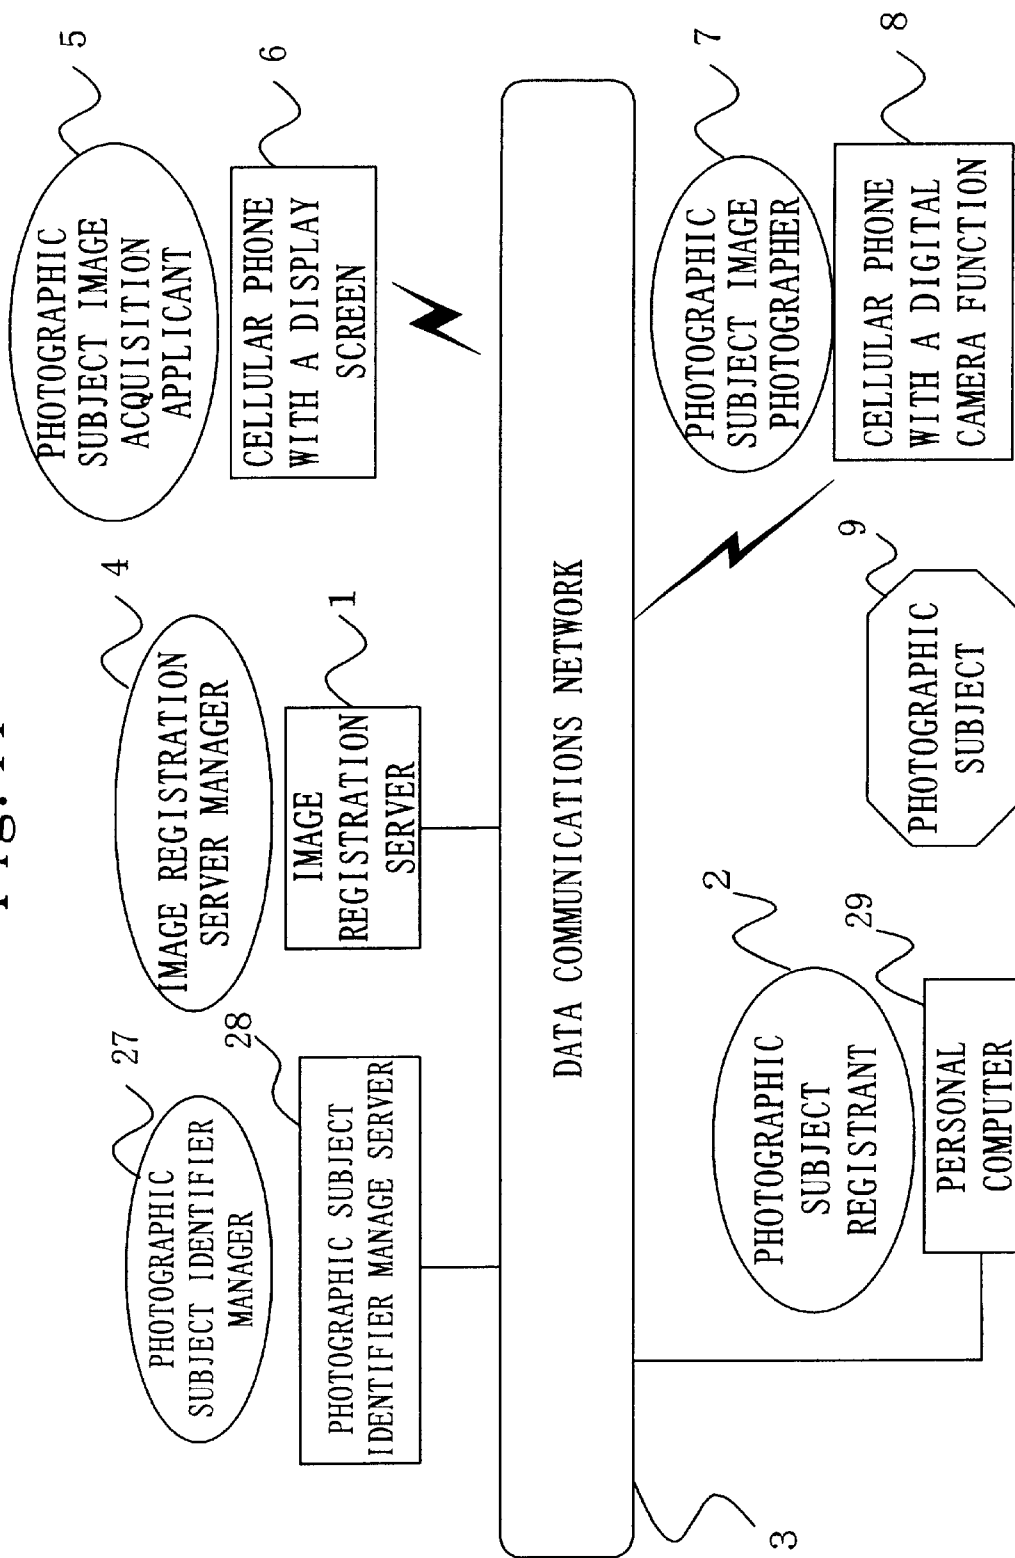 27
PHOTOGRAPHIC
SUBJECT IDENTIFIER
MANAGER
28
PHOTOGRAPHIC SUBJECT
IDENTIFIER MANAGE SERVER
4
IMAGE REGISTRATION
SERVER MANAGER
1
IMAGE
REGISTRATION
SERVER
5
PHOTOGRAPHIC
SUBJECT IMAGE
ACQUISITION
APPLICANT
6
CELLULAR PHONE
WITH A DISPLAY
SCREEN
DATA COMMUNICATIONS NETWORK
3
2
PHOTOGRAPHIC
SUBJECT
REGISTRANT
29
PERSONAL
COMPUTER
9
PHOTOGRAPHIC
SUBJECT
7
PHOTOGRAPHIC
SUBJECT IMAGE
PHOTOGRAPHER
8
CELLULAR PHONE
WITH A DIGITAL
CAMERA FUNCTION